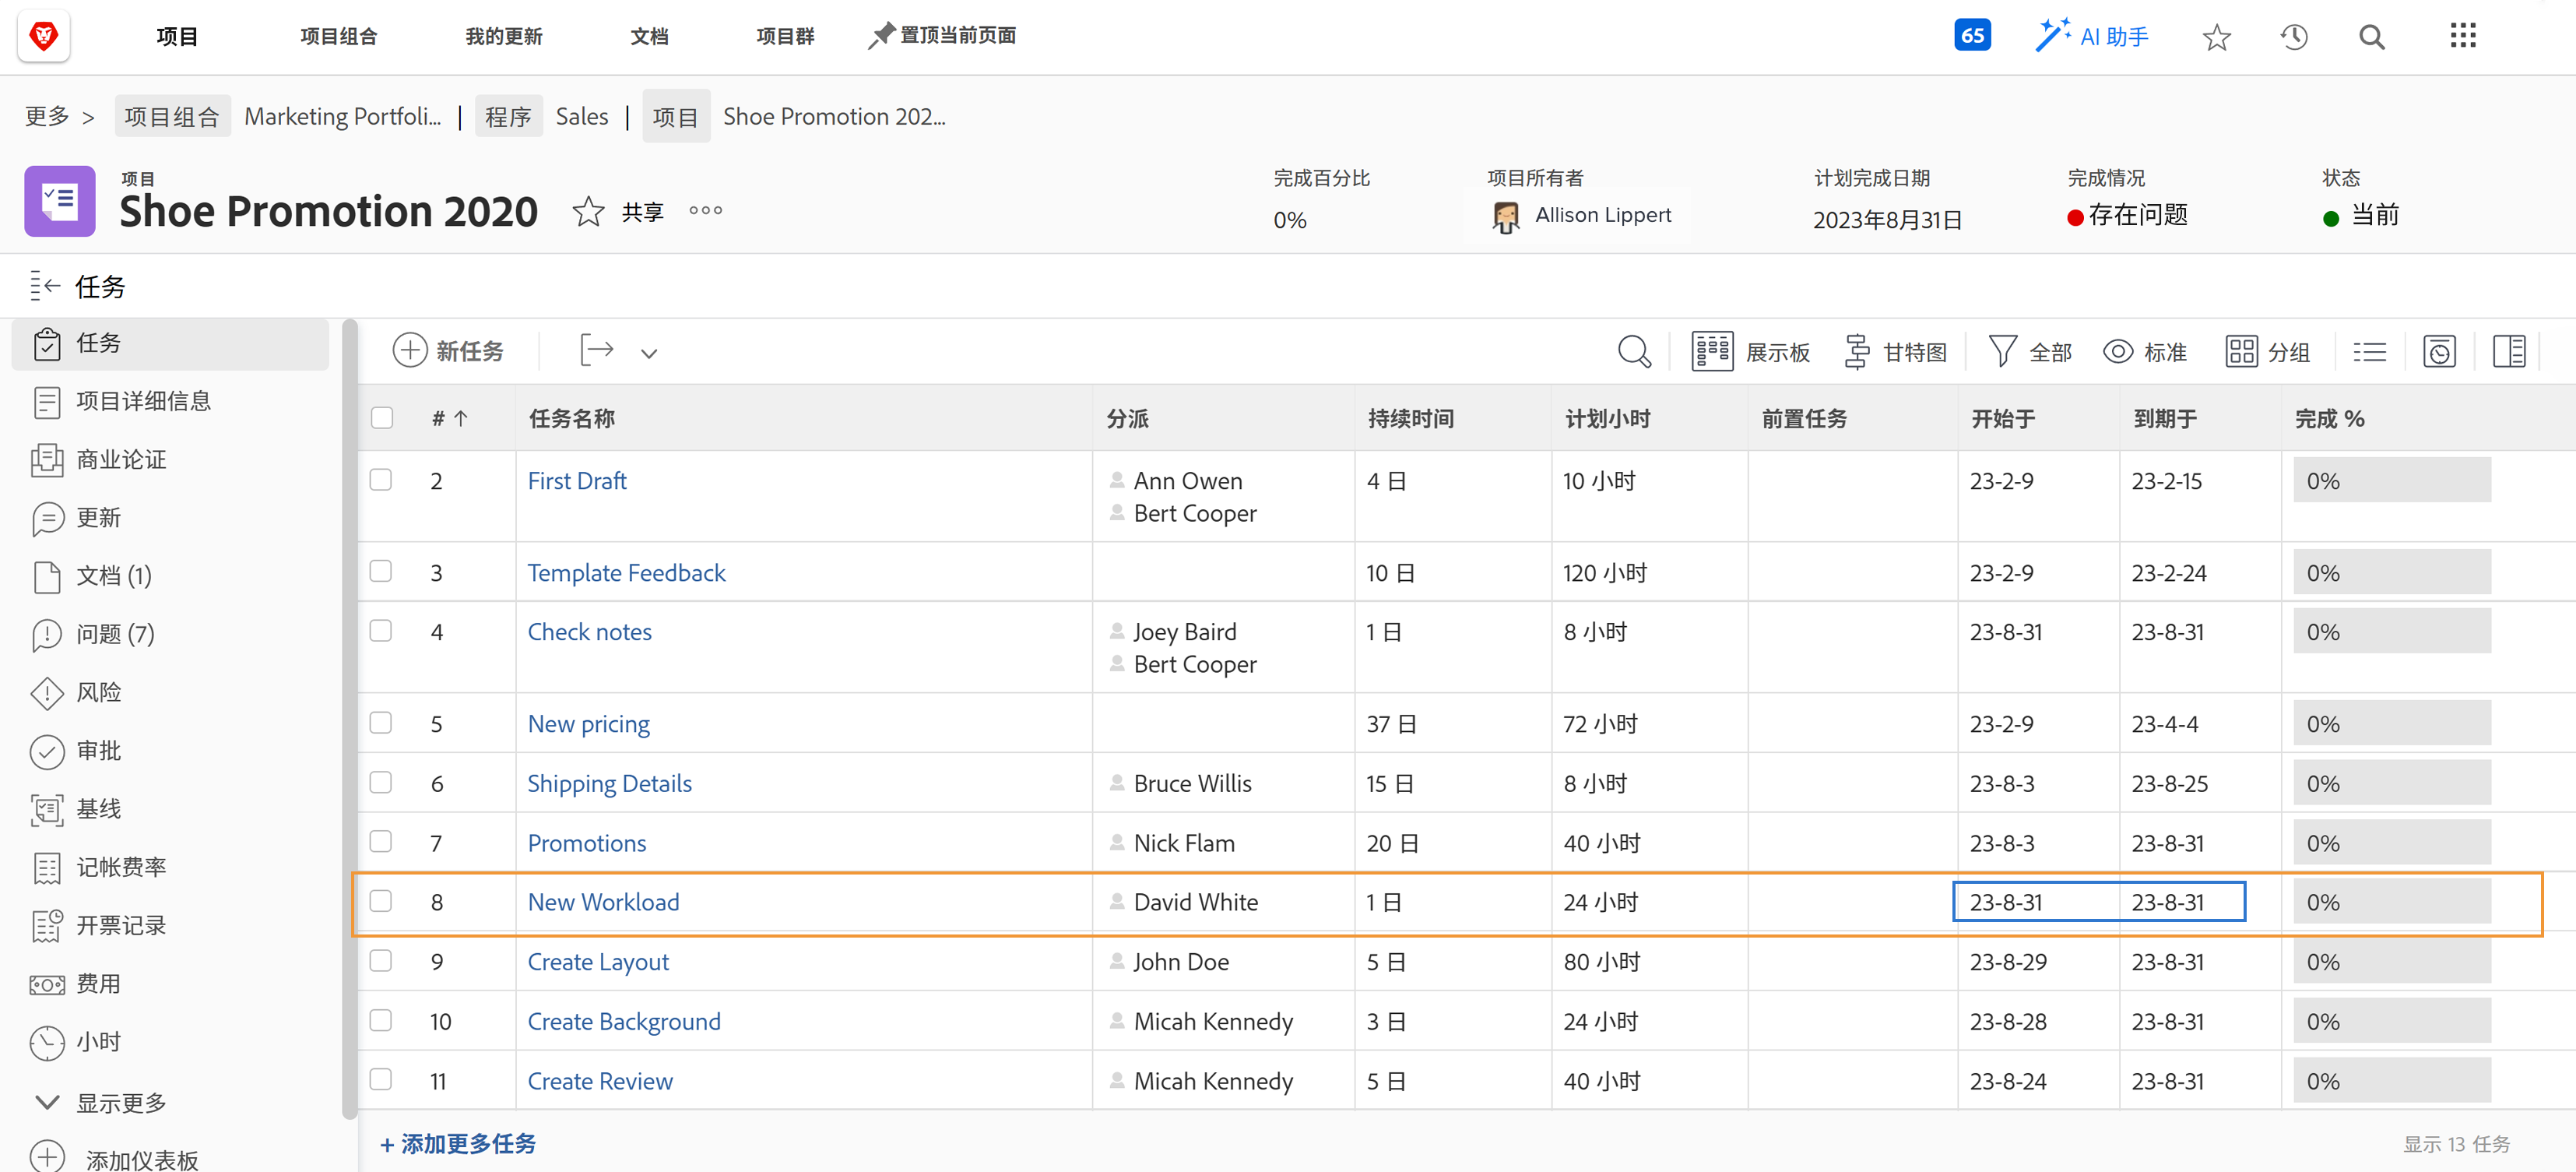 项目 项目组合 我的更新 文档 项目群 置顶当前页面 65 AI 助手
更多 > 项目组合 Marketing Portfoli... | 程序 Sales | 项目 Shoe Promotion 202...
项目
Shoe Promotion 2020 共享
完成百分比 项目所有者 计划完成日期 完成情况 状态
0% Allison Lippert 2023年8月31日 存在问题 当前
任务
任务
项目详细信息
商业论证
更新
文档 (1)
问题 (7)
风险
审批
基线
记帐费率
开票记录
费用
小时
显示更多
添加仪表板
新任务 展示板 甘特图 全部 标准 分组
# ↑ 任务名称 分派 持续时间 计划小时 前置任务 开始于 到期于 完成 %
2 First Draft Ann Owen 4 日 10 小时 23-2-9 23-2-15 0%
Bert Cooper
3 Template Feedback 10 日 120 小时 23-2-9 23-2-24 0%
4 Check notes Joey Baird 1 日 8 小时 23-8-31 23-8-31 0%
Bert Cooper
5 New pricing 37 日 72 小时 23-2-9 23-4-4 0%
6 Shipping Details Bruce Willis 15 日 8 小时 23-8-3 23-8-25 0%
7 Promotions Nick Flam 20 日 40 小时 23-8-3 23-8-31 0%
8 New Workload David White 1 日 24 小时 23-8-31 23-8-31 0%
9 Create Layout John Doe 5 日 80 小时 23-8-29 23-8-31 0%
10 Create Background Micah Kennedy 3 日 24 小时 23-8-28 23-8-31 0%
11 Create Review Micah Kennedy 5 日 40 小时 23-8-24 23-8-31 0%
+ 添加更多任务
显示 13 任务